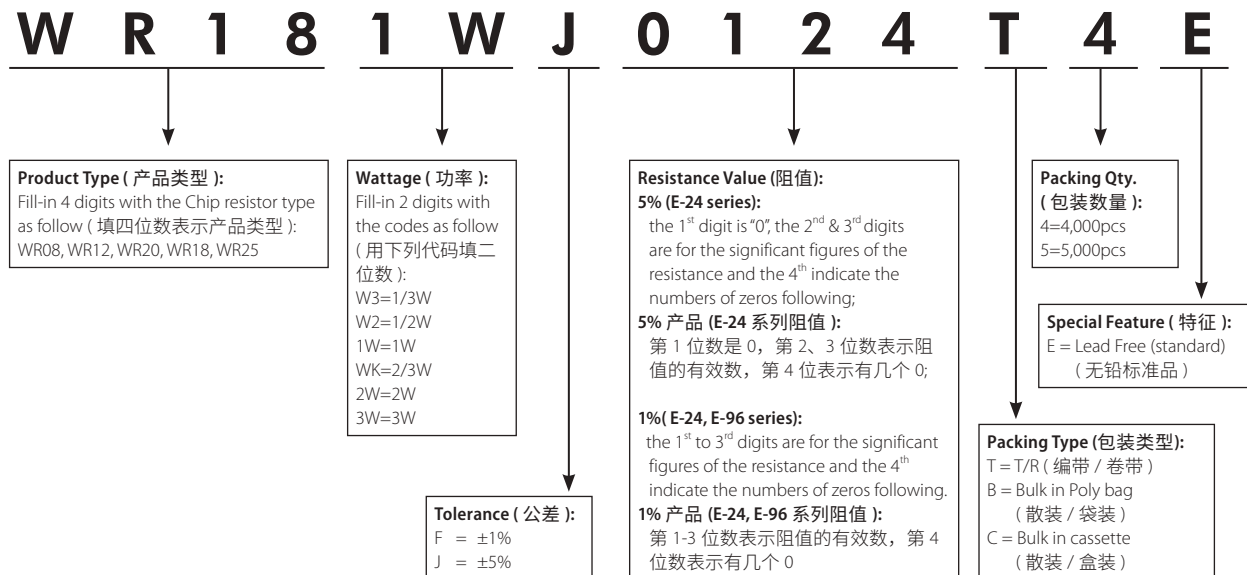 WR18 1W J 0124 T 4 E
Product Type ( 产品类型 ):
Fill-in 4 digits with the Chip resistor type
as follow ( 填四位数表示产品类型 ):
WR08, WR12, WR20, WR18, WR25
Wattage ( 功率 ):
Fill-in 2 digits with
the codes as follow
( 用下列代码填二
位数 ):
W3=1/3W
W2=1/2W
1W=1W
WK=2/3W
2W=2W
3W=3W
Tolerance ( 公差 ):
F = ±1%
J = ±5%
Resistance Value (阻值):
5% (E-24 series):
the 1st digit is "0", the 2nd & 3rd digits
are for the significant figures of the
resistance and the 4th indicate the
numbers of zeros following;
5% 产品 (E-24 系列阻值 ):
第 1 位数是 0，第 2、3 位数表示阻
值的有效数，第 4 位表示有几个 0;
1%( E-24, E-96 series):
the 1st to 3rd digits are for the significant
figures of the resistance and the 4th
indicate the numbers of zeros following.
1% 产品 (E-24, E-96 系列阻值 ):
第 1-3 位数表示阻值的有效数，第 4
位数表示有几个 0
Packing Qty.
( 包装数量 ):
4=4,000pcs
5=5,000pcs
Special Feature ( 特征 ):
E = Lead Free (standard)
( 无铅标准品 )
Packing Type (包装类型):
T = T/R ( 编带 / 卷带 )
B = Bulk in Poly bag
( 散装 / 袋装 )
C = Bulk in cassette
( 散装 / 盒装 )